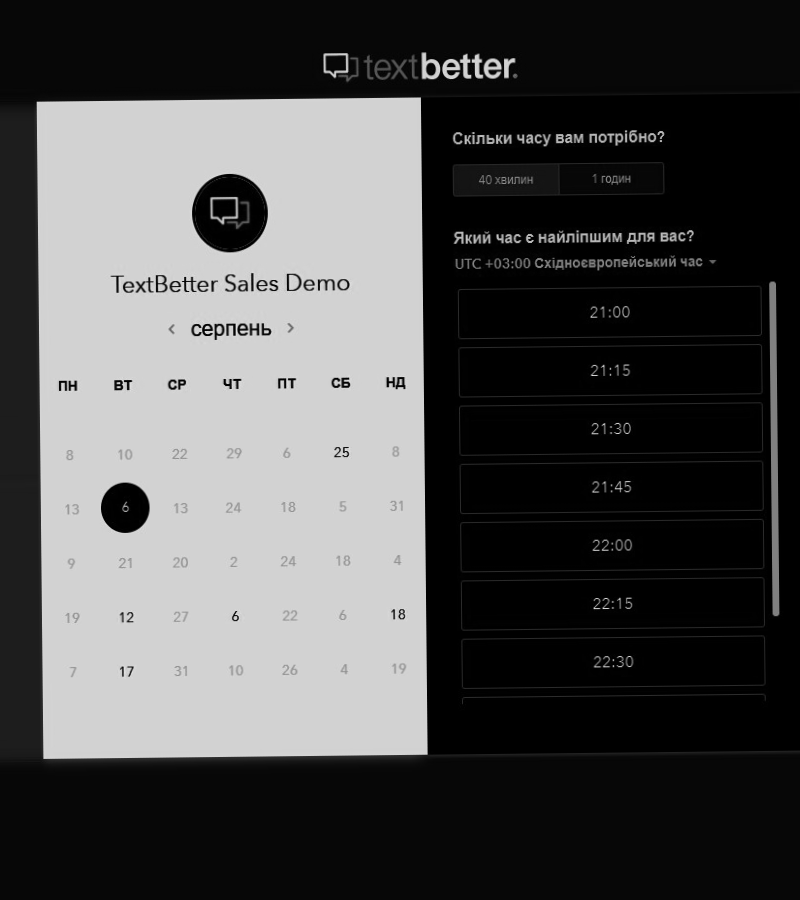 textbetter.
TextBetter Sales Demo
серпень
ПН ВТ СР ЧТ ПТ СБ НД
8 10 22 29 6 25 8
13 6 13 24 18 5 31
9 21 20 2 24 18 4
19 12 27 6 22 6 18
7 17 31 10 26 4 19
Скільки часу вам потрібно?
40 хвилин 1 годин
Який час є найліпшим для вас?
UTC +03:00 Східноєвропейський час
21:00
21:15
21:30
21:45
22:00
22:15
22:30